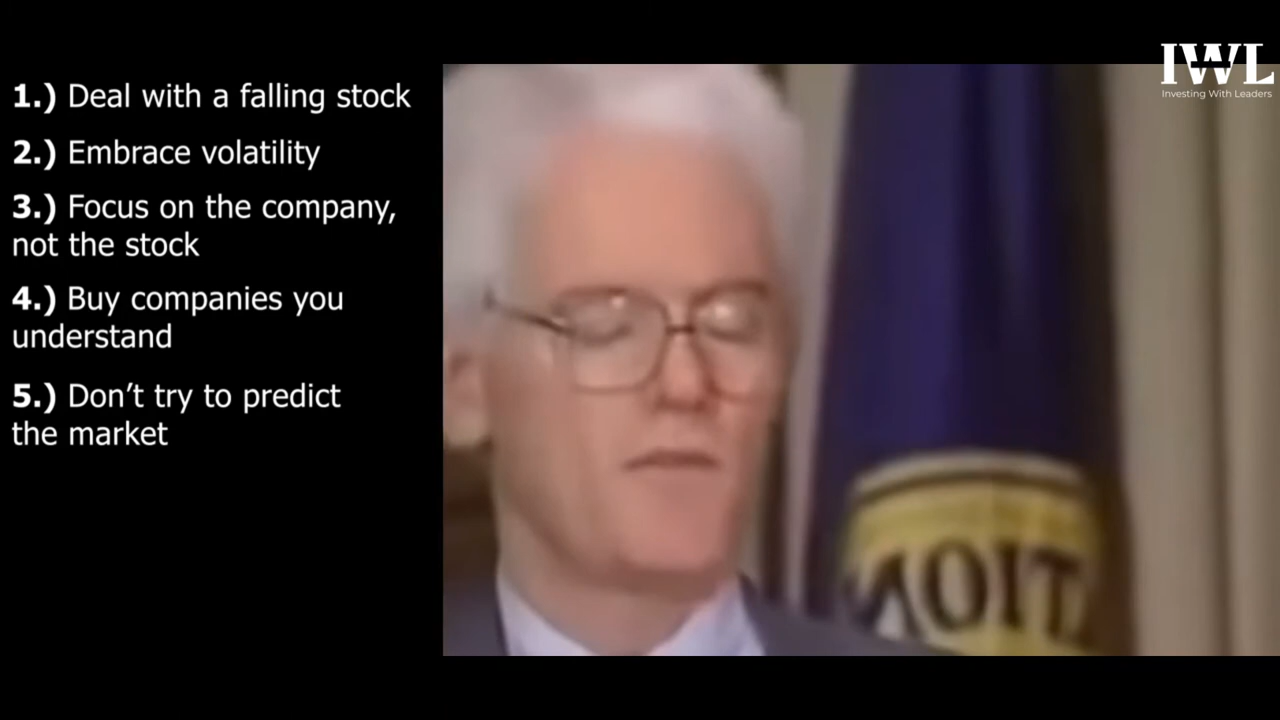 1.) Deal with a falling stock
2.) Embrace volatility
3.) Focus on the company,
not the stock
4.) Buy companies you
understand
5.) Don’t try to predict
the market
IWL
Investing With Leaders
NOITA